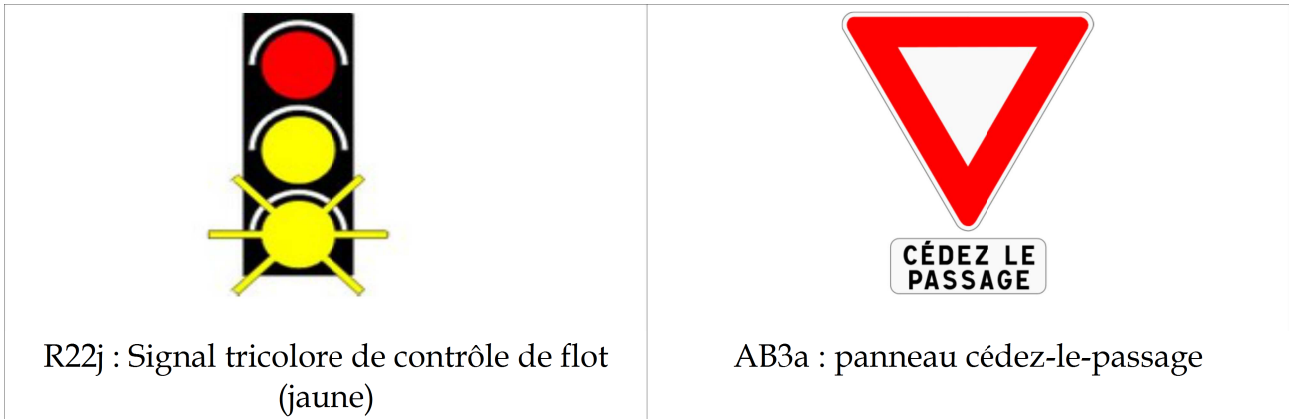 CÉDEZ LE
PASSAGE
R22j : Signal tricolore de contrôle de flot
(jaune)
AB3a : panneau cédez-le-passage